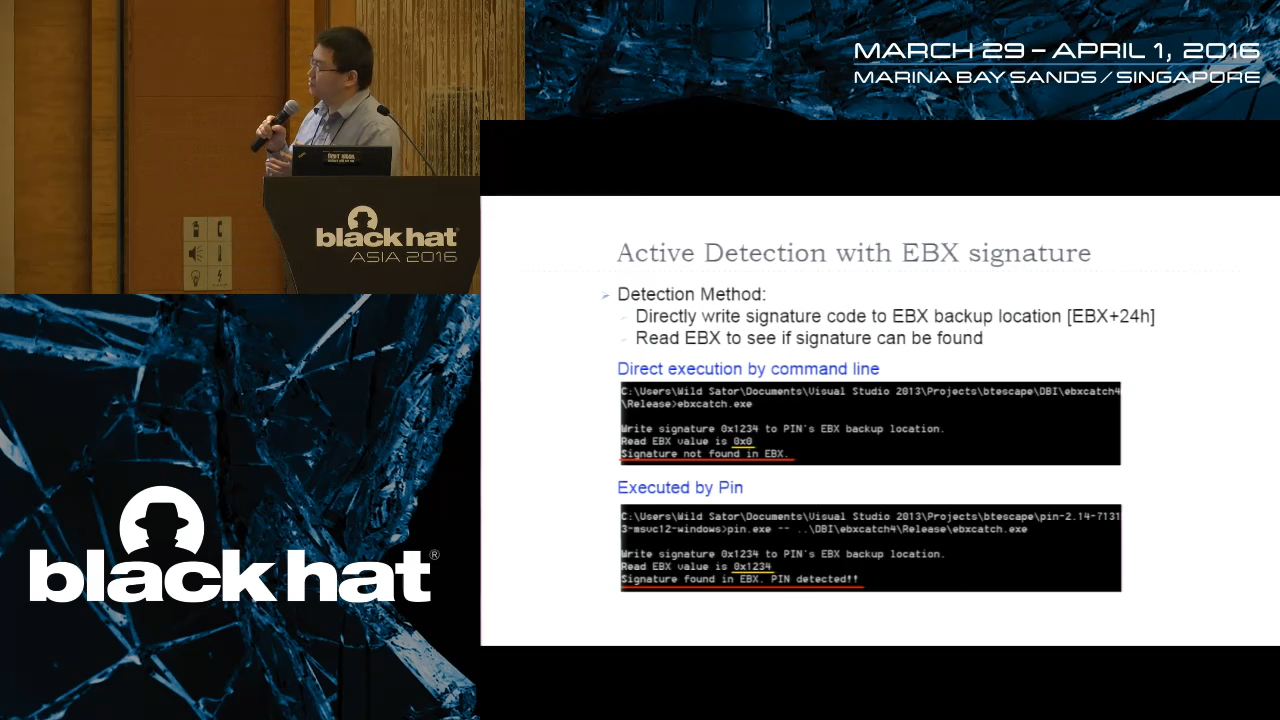 MARCH 29 – APRIL 1, 2016
MARINA BAY SANDS / SINGAPORE
black hat
ASIA 2016
Active Detection with EBX signature
Detection Method:
Directly write signature code to EBX backup location [EBX+24h]
Read EBX to see if signature can be found
Direct execution by command line
C:\Users\Wild Sator\Documents\Visual Studio 2013\Projects\btescape\DBI\ebxcatch4
\Release>ebxcatch.exe
Write signature 0x1234 to PIN's EBX backup location.
Read EBX value is 0x0
Signature not found in EBX.
Executed by Pin
C:\Users\Wild Sator\Documents\Visual Studio 2013\Projects\btescape\pin-2.14-7131
3-msvc12-windows>pin.exe -- ..\DBI\ebxcatch4\Release\ebxcatch.exe
Write signature 0x1234 to PIN's EBX backup location.
Read EBX value is 0x1234
Signature found in EBX. PIN detected!!
black hat®